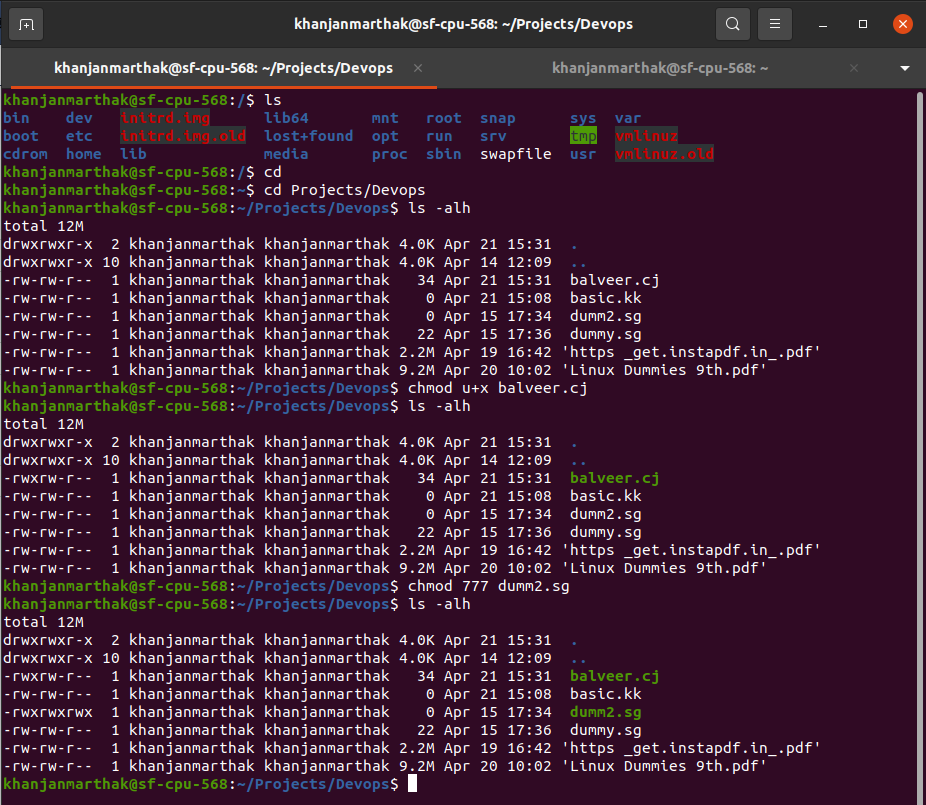 khanjanmarthak@sf-cpu-568: ~/Projects/Devops
khanjanmarthak@sf-cpu-568: ~/Projects/Devops
khanjanmarthak@sf-cpu-568: ~
khanjanmarthak@sf-cpu-568:/$ ls
bin    dev   initrd.img      lib64       mnt   root  snap      sys  var
boot   etc   initrd.img.old  lost+found  opt   run   srv       tmp  vmlinuz
cdrom  home  lib             media       proc  sbin  swapfile  usr  vmlinuz.old
khanjanmarthak@sf-cpu-568:/$ cd
khanjanmarthak@sf-cpu-568:~$ cd Projects/Devops
khanjanmarthak@sf-cpu-568:~/Projects/Devops$ ls -alh
total 12M
drwxrwxr-x  2 khanjanmarthak khanjanmarthak 4.0K Apr 21 15:31  .
drwxrwxr-x 10 khanjanmarthak khanjanmarthak 4.0K Apr 14 12:09  ..
-rw-rw-r--  1 khanjanmarthak khanjanmarthak   34 Apr 21 15:31  balveer.cj
-rw-rw-r--  1 khanjanmarthak khanjanmarthak    0 Apr 21 15:08  basic.kk
-rw-rw-r--  1 khanjanmarthak khanjanmarthak    0 Apr 15 17:34  dumm2.sg
-rw-rw-r--  1 khanjanmarthak khanjanmarthak   22 Apr 15 17:36  dummy.sg
-rw-rw-r--  1 khanjanmarthak khanjanmarthak 2.2M Apr 19 16:42 'https _get.instapdf.in_.pdf'
-rw-rw-r--  1 khanjanmarthak khanjanmarthak 9.2M Apr 20 10:02 'Linux Dummies 9th.pdf'
khanjanmarthak@sf-cpu-568:~/Projects/Devops$ chmod u+x balveer.cj
khanjanmarthak@sf-cpu-568:~/Projects/Devops$ ls -alh
total 12M
drwxrwxr-x  2 khanjanmarthak khanjanmarthak 4.0K Apr 21 15:31  .
drwxrwxr-x 10 khanjanmarthak khanjanmarthak 4.0K Apr 14 12:09  ..
-rwxrw-r--  1 khanjanmarthak khanjanmarthak   34 Apr 21 15:31  balveer.cj
-rw-rw-r--  1 khanjanmarthak khanjanmarthak    0 Apr 21 15:08  basic.kk
-rw-rw-r--  1 khanjanmarthak khanjanmarthak    0 Apr 15 17:34  dumm2.sg
-rw-rw-r--  1 khanjanmarthak khanjanmarthak   22 Apr 15 17:36  dummy.sg
-rw-rw-r--  1 khanjanmarthak khanjanmarthak 2.2M Apr 19 16:42 'https _get.instapdf.in_.pdf'
-rw-rw-r--  1 khanjanmarthak khanjanmarthak 9.2M Apr 20 10:02 'Linux Dummies 9th.pdf'
khanjanmarthak@sf-cpu-568:~/Projects/Devops$ chmod 777 dumm2.sg
khanjanmarthak@sf-cpu-568:~/Projects/Devops$ ls -alh
total 12M
drwxrwxr-x  2 khanjanmarthak khanjanmarthak 4.0K Apr 21 15:31  .
drwxrwxr-x 10 khanjanmarthak khanjanmarthak 4.0K Apr 14 12:09  ..
-rwxrw-r--  1 khanjanmarthak khanjanmarthak   34 Apr 21 15:31  balveer.cj
-rw-rw-r--  1 khanjanmarthak khanjanmarthak    0 Apr 21 15:08  basic.kk
-rwxrwxrwx  1 khanjanmarthak khanjanmarthak    0 Apr 15 17:34  dumm2.sg
-rw-rw-r--  1 khanjanmarthak khanjanmarthak   22 Apr 15 17:36  dummy.sg
-rw-rw-r--  1 khanjanmarthak khanjanmarthak 2.2M Apr 19 16:42 'https _get.instapdf.in_.pdf'
-rw-rw-r--  1 khanjanmarthak khanjanmarthak 9.2M Apr 20 10:02 'Linux Dummies 9th.pdf'
khanjanmarthak@sf-cpu-568:~/Projects/Devops$